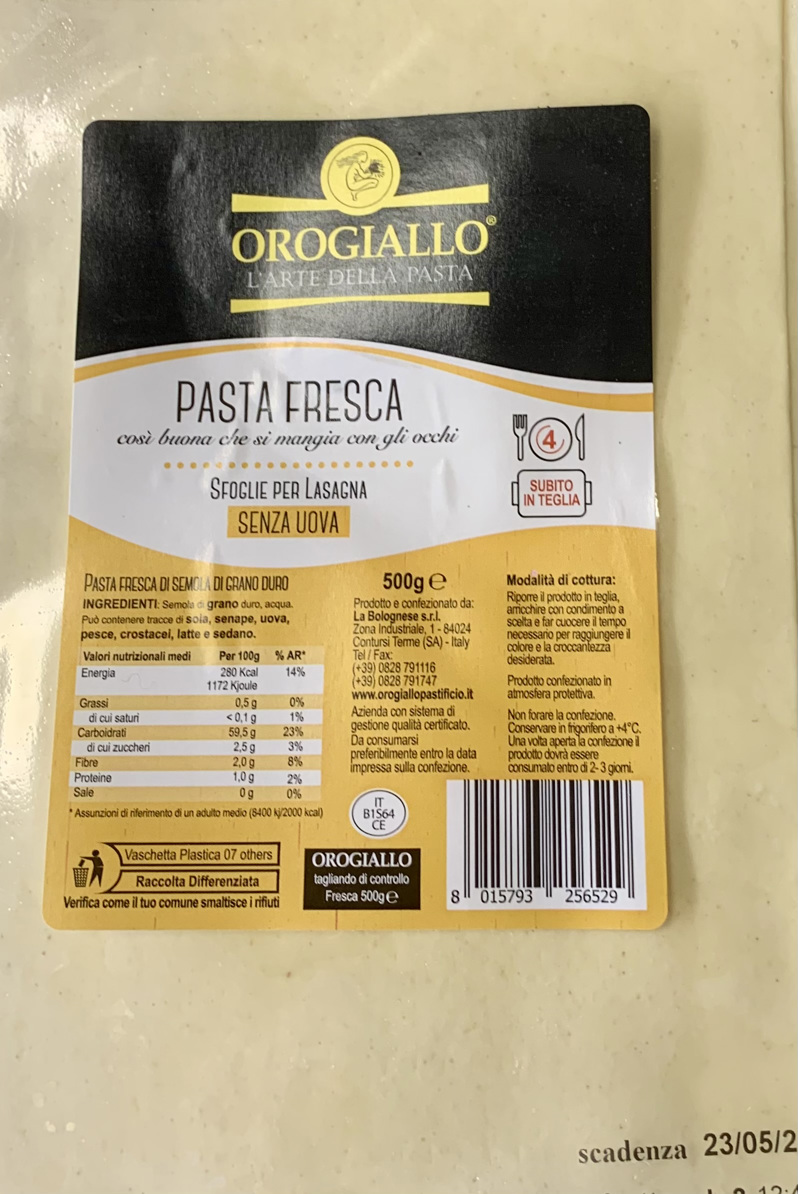 OROGIALLO®
L'ARTE DELLA PASTA
PASTA FRESCA
così buona che si mangia con gli occhi
SFOGLIE PER LASAGNA
SENZA UOVA
4
SUBITO
IN TEGLIA
PASTA FRESCA DI SEMOLA DI GRANO DURO
INGREDIENTI: Semola di grano duro, acqua.
Può contenere tracce di soia, senape, uova,
pesce, crostacei, latte e sedano.
Valori nutrizionali medi Per 100g % AR*
Energia 280 Kcal 14%
1172 Kjoule
Grassi 0,5 g 0%
di cui saturi < 0,1 g 1%
Carboidrati 59,5 g 23%
di cui zuccheri 2,5 g 3%
Fibre 2,0 g 8%
Proteine 1,0 g 2%
Sale 0 g 0%
* Assunzioni di riferimento di un adulto medio (8400 kj/2000 kcal)
Vaschetta Plastica 07 others
Raccolta Differenziata
Verifica come il tuo comune smaltisce i rifiuti
500g e
Prodotto e confezionato da:
La Bolognese s.r.l.
Zona Industriale, 1 - 84024
Contursi Terme (SA) - Italy
Tel / Fax:
(+39) 0828 791116
(+39) 0828 791747
www.orogiallopastificio.it
Azienda con sistema di
gestione qualità certificato.
Da consumarsi
preferibilmente entro la data
impressa sulla confezione.
IT
B1S64
CE
OROGIALLO
tagliando di controllo
Fresca 500g e
Modalità di cottura:
Riporre il prodotto in teglia,
arricchire con condimento a
scelta e far cuocere il tempo
necessario per raggiungere il
colore e la croccantezza
desiderata.
Prodotto confezionato in
atmosfera protettiva.
Non forare la confezione.
Conservare in frigorifero a +4°C.
Una volta aperta la confezione il
prodotto dovrà essere
consumato entro di 2- 3 giorni.
8 015793 256529
scadenza 23/05/2